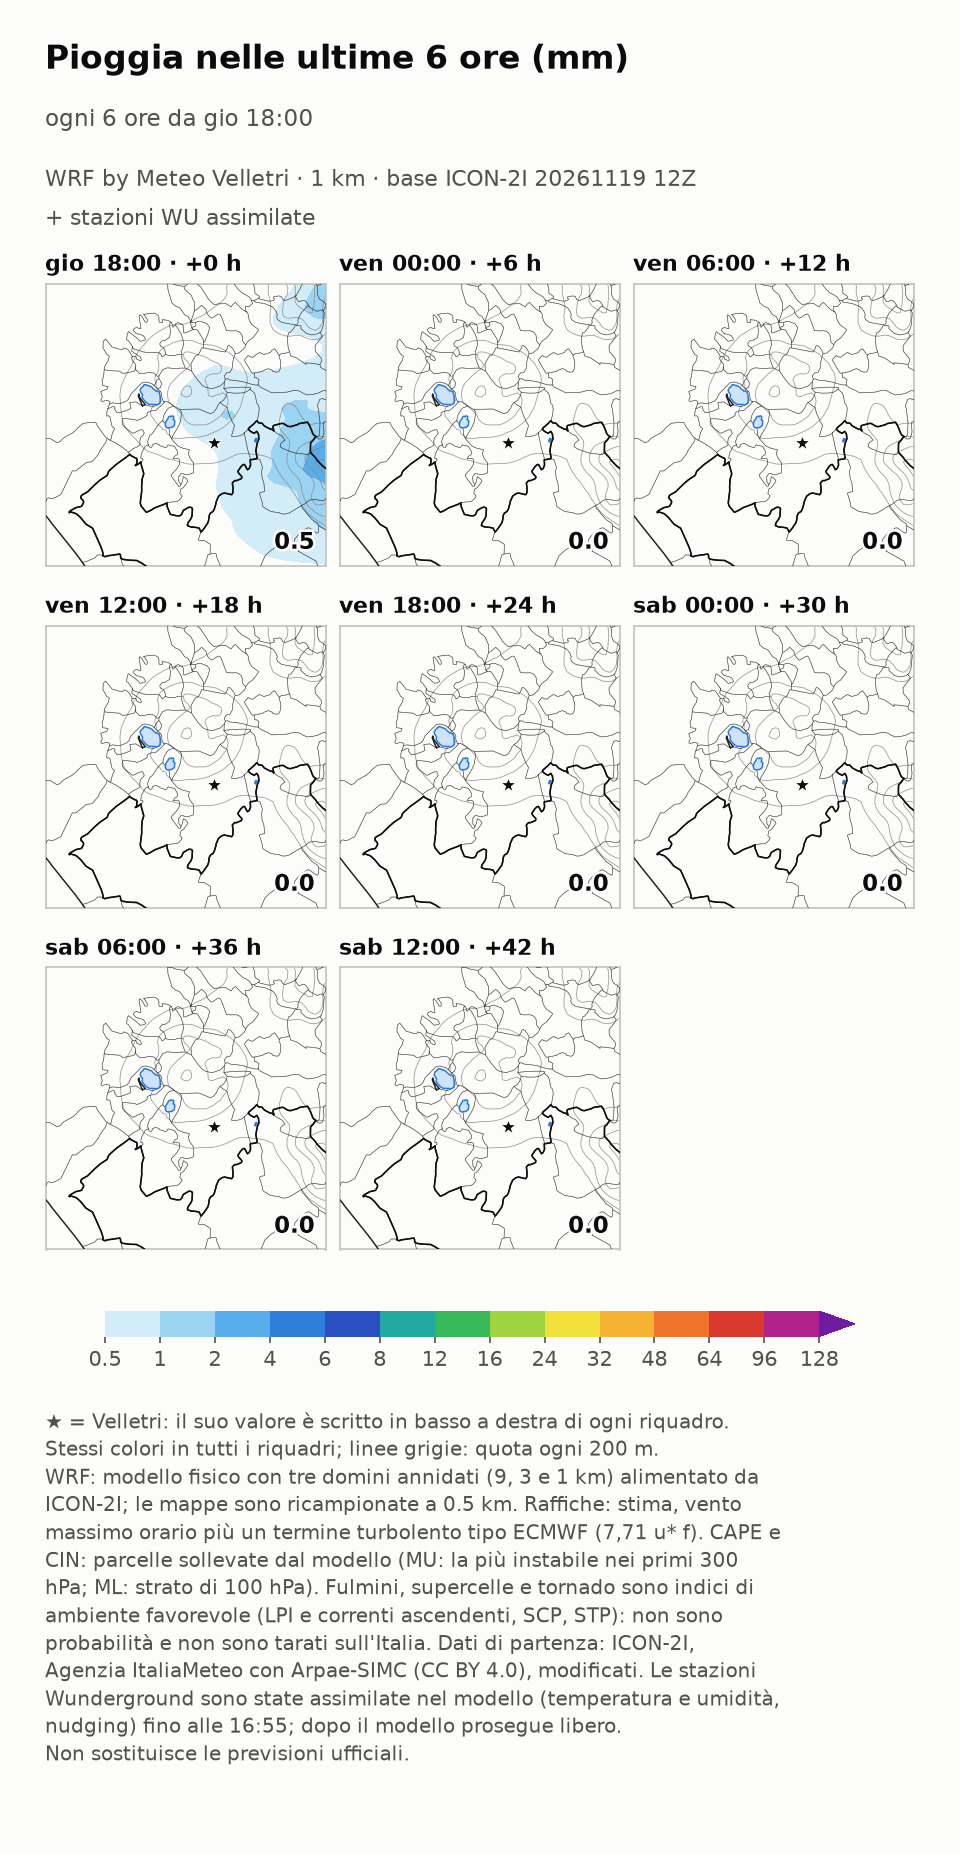 Pioggia nelle ultime 6 ore (mm)
ogni 6 ore da gio 18:00
WRF by Meteo Velletri · 1 km · base ICON-2I 20261119 12Z
+ stazioni WU assimilate
gio 18:00 · +0 h
ven 00:00 · +6 h
ven 06:00 · +12 h
0.5
0.0
0.0
ven 12:00 · +18 h
ven 18:00 · +24 h
sab 00:00 · +30 h
0.0
0.0
0.0
sab 06:00 · +36 h
sab 12:00 · +42 h
0.0
0.0
0.5 1 2 4 6 8 12 16 24 32 48 64 96 128
★ = Velletri: il suo valore è scritto in basso a destra di ogni riquadro.
Stessi colori in tutti i riquadri; linee grigie: quota ogni 200 m.
WRF: modello fisico con tre domini annidati (9, 3 e 1 km) alimentato da
ICON-2I; le mappe sono ricampionate a 0.5 km. Raffiche: stima, vento
massimo orario più un termine turbolento tipo ECMWF (7,71 u* f). CAPE e
CIN: parcelle sollevate dal modello (MU: la più instabile nei primi 300
hPa; ML: strato di 100 hPa). Fulmini, supercelle e tornado sono indici di
ambiente favorevole (LPI e correnti ascendenti, SCP, STP): non sono
probabilità e non sono tarati sull'Italia. Dati di partenza: ICON-2I,
Agenzia ItaliaMeteo con Arpae-SIMC (CC BY 4.0), modificati. Le stazioni
Wunderground sono state assimilate nel modello (temperatura e umidità,
nudging) fino alle 16:55; dopo il modello prosegue libero.
Non sostituisce le previsioni ufficiali.